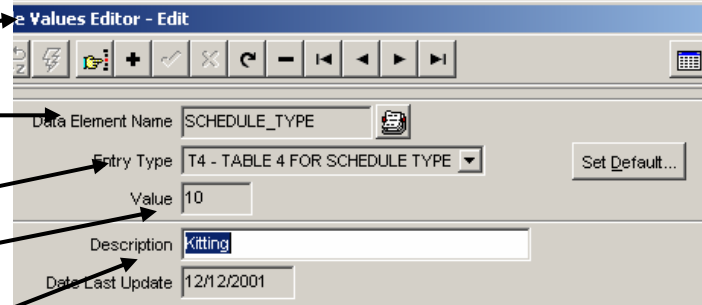 e Values Editor - Edit
Data Element Name SCHEDULE_TYPE
Entry Type T4 - TABLE 4 FOR SCHEDULE TYPE Set Default...
Value 10
Description Kitting
Date Last Update 12/12/2001